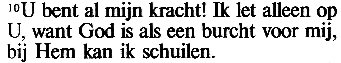 ¹⁰U bent al mijn kracht! Ik let alleen op
U, want God is als een burcht voor mij,
bij Hem kan ik schuilen.